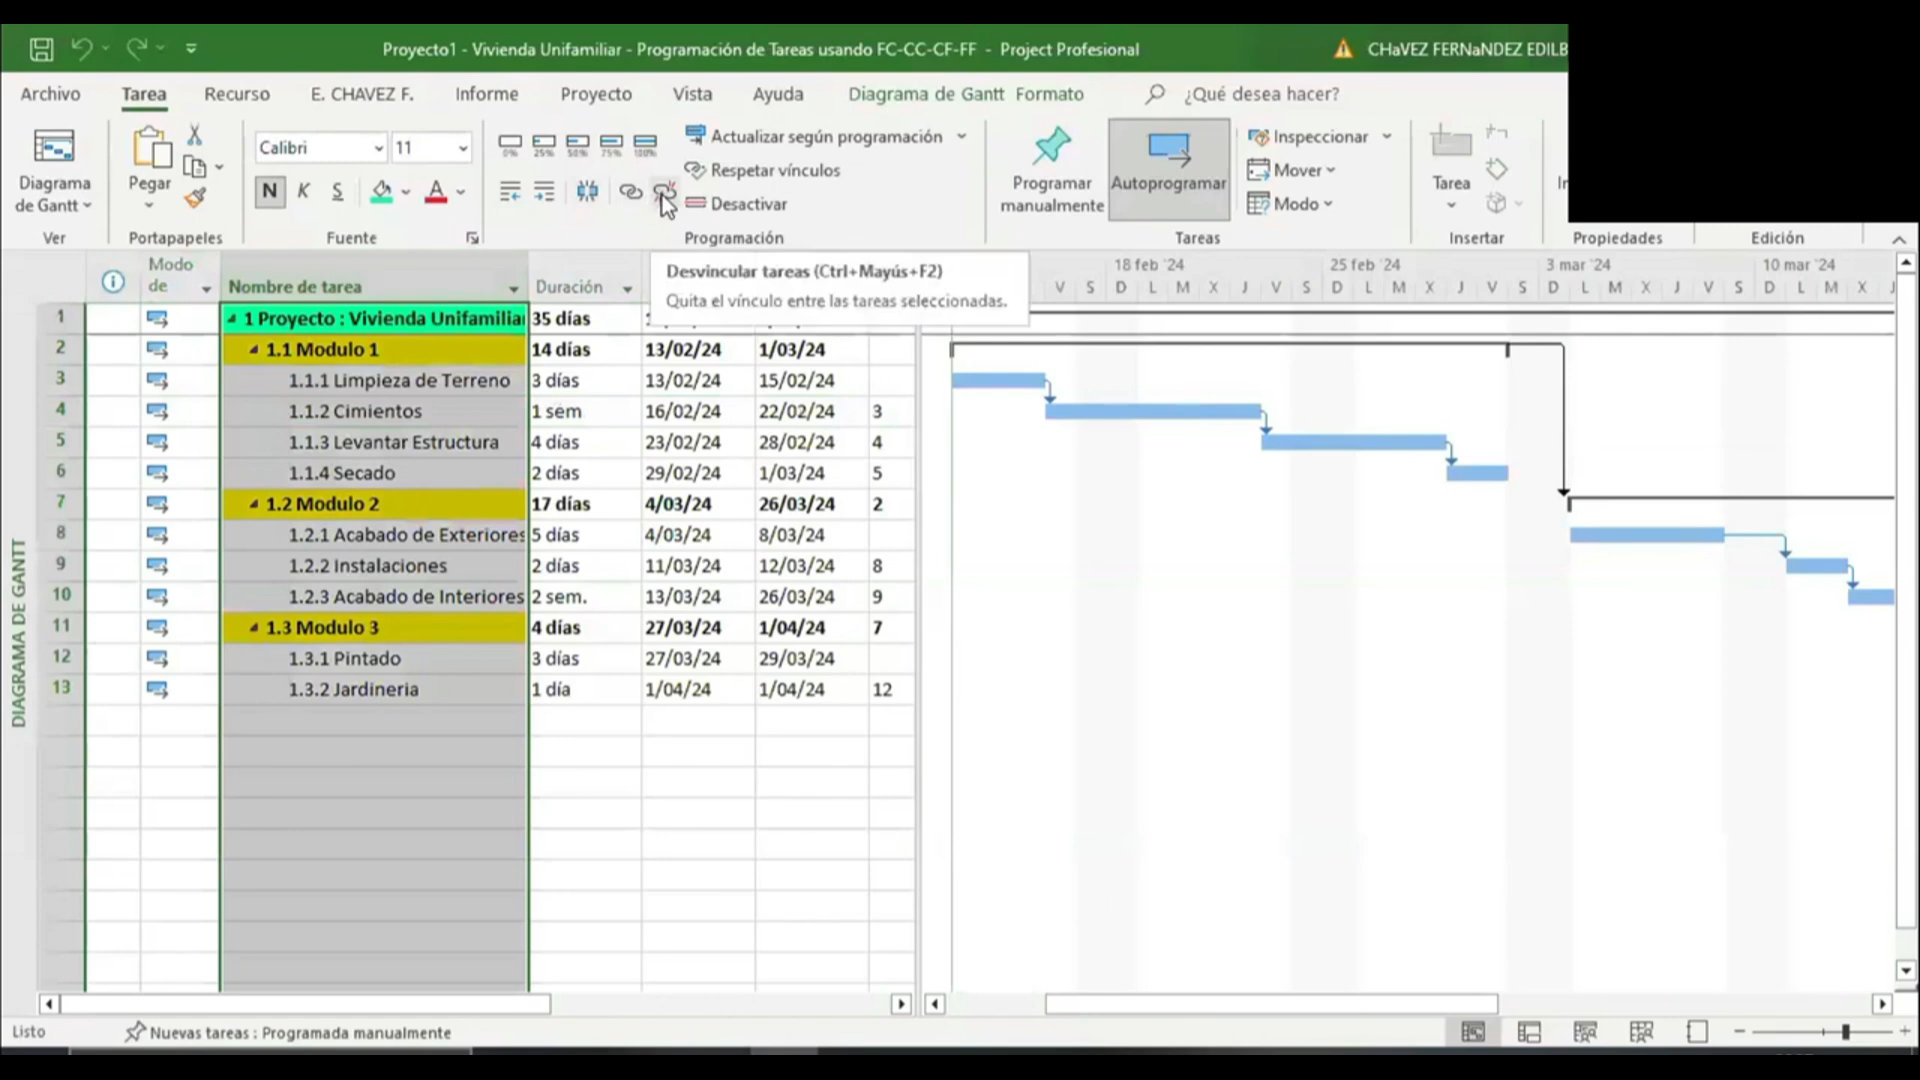 Proyecto1 - Vivienda Unifamiliar - Programación de Tareas usando FC-CC-CF-FF - Project Profesional
CHaVEZ FERNaNDEZ EDILB
Archivo Tarea Recurso E. CHAVEZ F. Informe Proyecto Vista Ayuda Diagrama de Gantt Formato ¿Qué desea hacer?
Diagrama de Gantt
Ver
Pegar
Portapapeles
Calibri 11
N K S
Fuente
0% 25% 50% 75% 100%
Actualizar según programación
Respetar vínculos
Desactivar
Programación
Programar manualmente
Autoprogramar
Inspeccionar
Mover
Modo
Tareas
Tarea
Insertar
Propiedades
Edición
Desvincular tareas (Ctrl+Mayús+F2)
Quita el vínculo entre las tareas seleccionadas.
Modo de
Nombre de tarea
Duración
18 feb '24 25 feb '24 3 mar '24 10 mar '24
V S D L M X J V S D L M X J V S D L M X J V S D L M X J
1 1 Proyecto : Vivienda Unifamiliar 35 días
2 1.1 Modulo 1 14 días 13/02/24 1/03/24
3 1.1.1 Limpieza de Terreno 3 días 13/02/24 15/02/24
4 1.1.2 Cimientos 1 sem 16/02/24 22/02/24 3
5 1.1.3 Levantar Estructura 4 días 23/02/24 28/02/24 4
6 1.1.4 Secado 2 días 29/02/24 1/03/24 5
7 1.2 Modulo 2 17 días 4/03/24 26/03/24 2
8 1.2.1 Acabado de Exteriores 5 días 4/03/24 8/03/24
9 1.2.2 Instalaciones 2 días 11/03/24 12/03/24 8
10 1.2.3 Acabado de Interiores 2 sem. 13/03/24 26/03/24 9
11 1.3 Modulo 3 4 días 27/03/24 1/04/24 7
12 1.3.1 Pintado 3 días 27/03/24 29/03/24
13 1.3.2 Jardineria 1 día 1/04/24 1/04/24 12
DIAGRAMA DE GANTT
Listo
Nuevas tareas : Programada manualmente